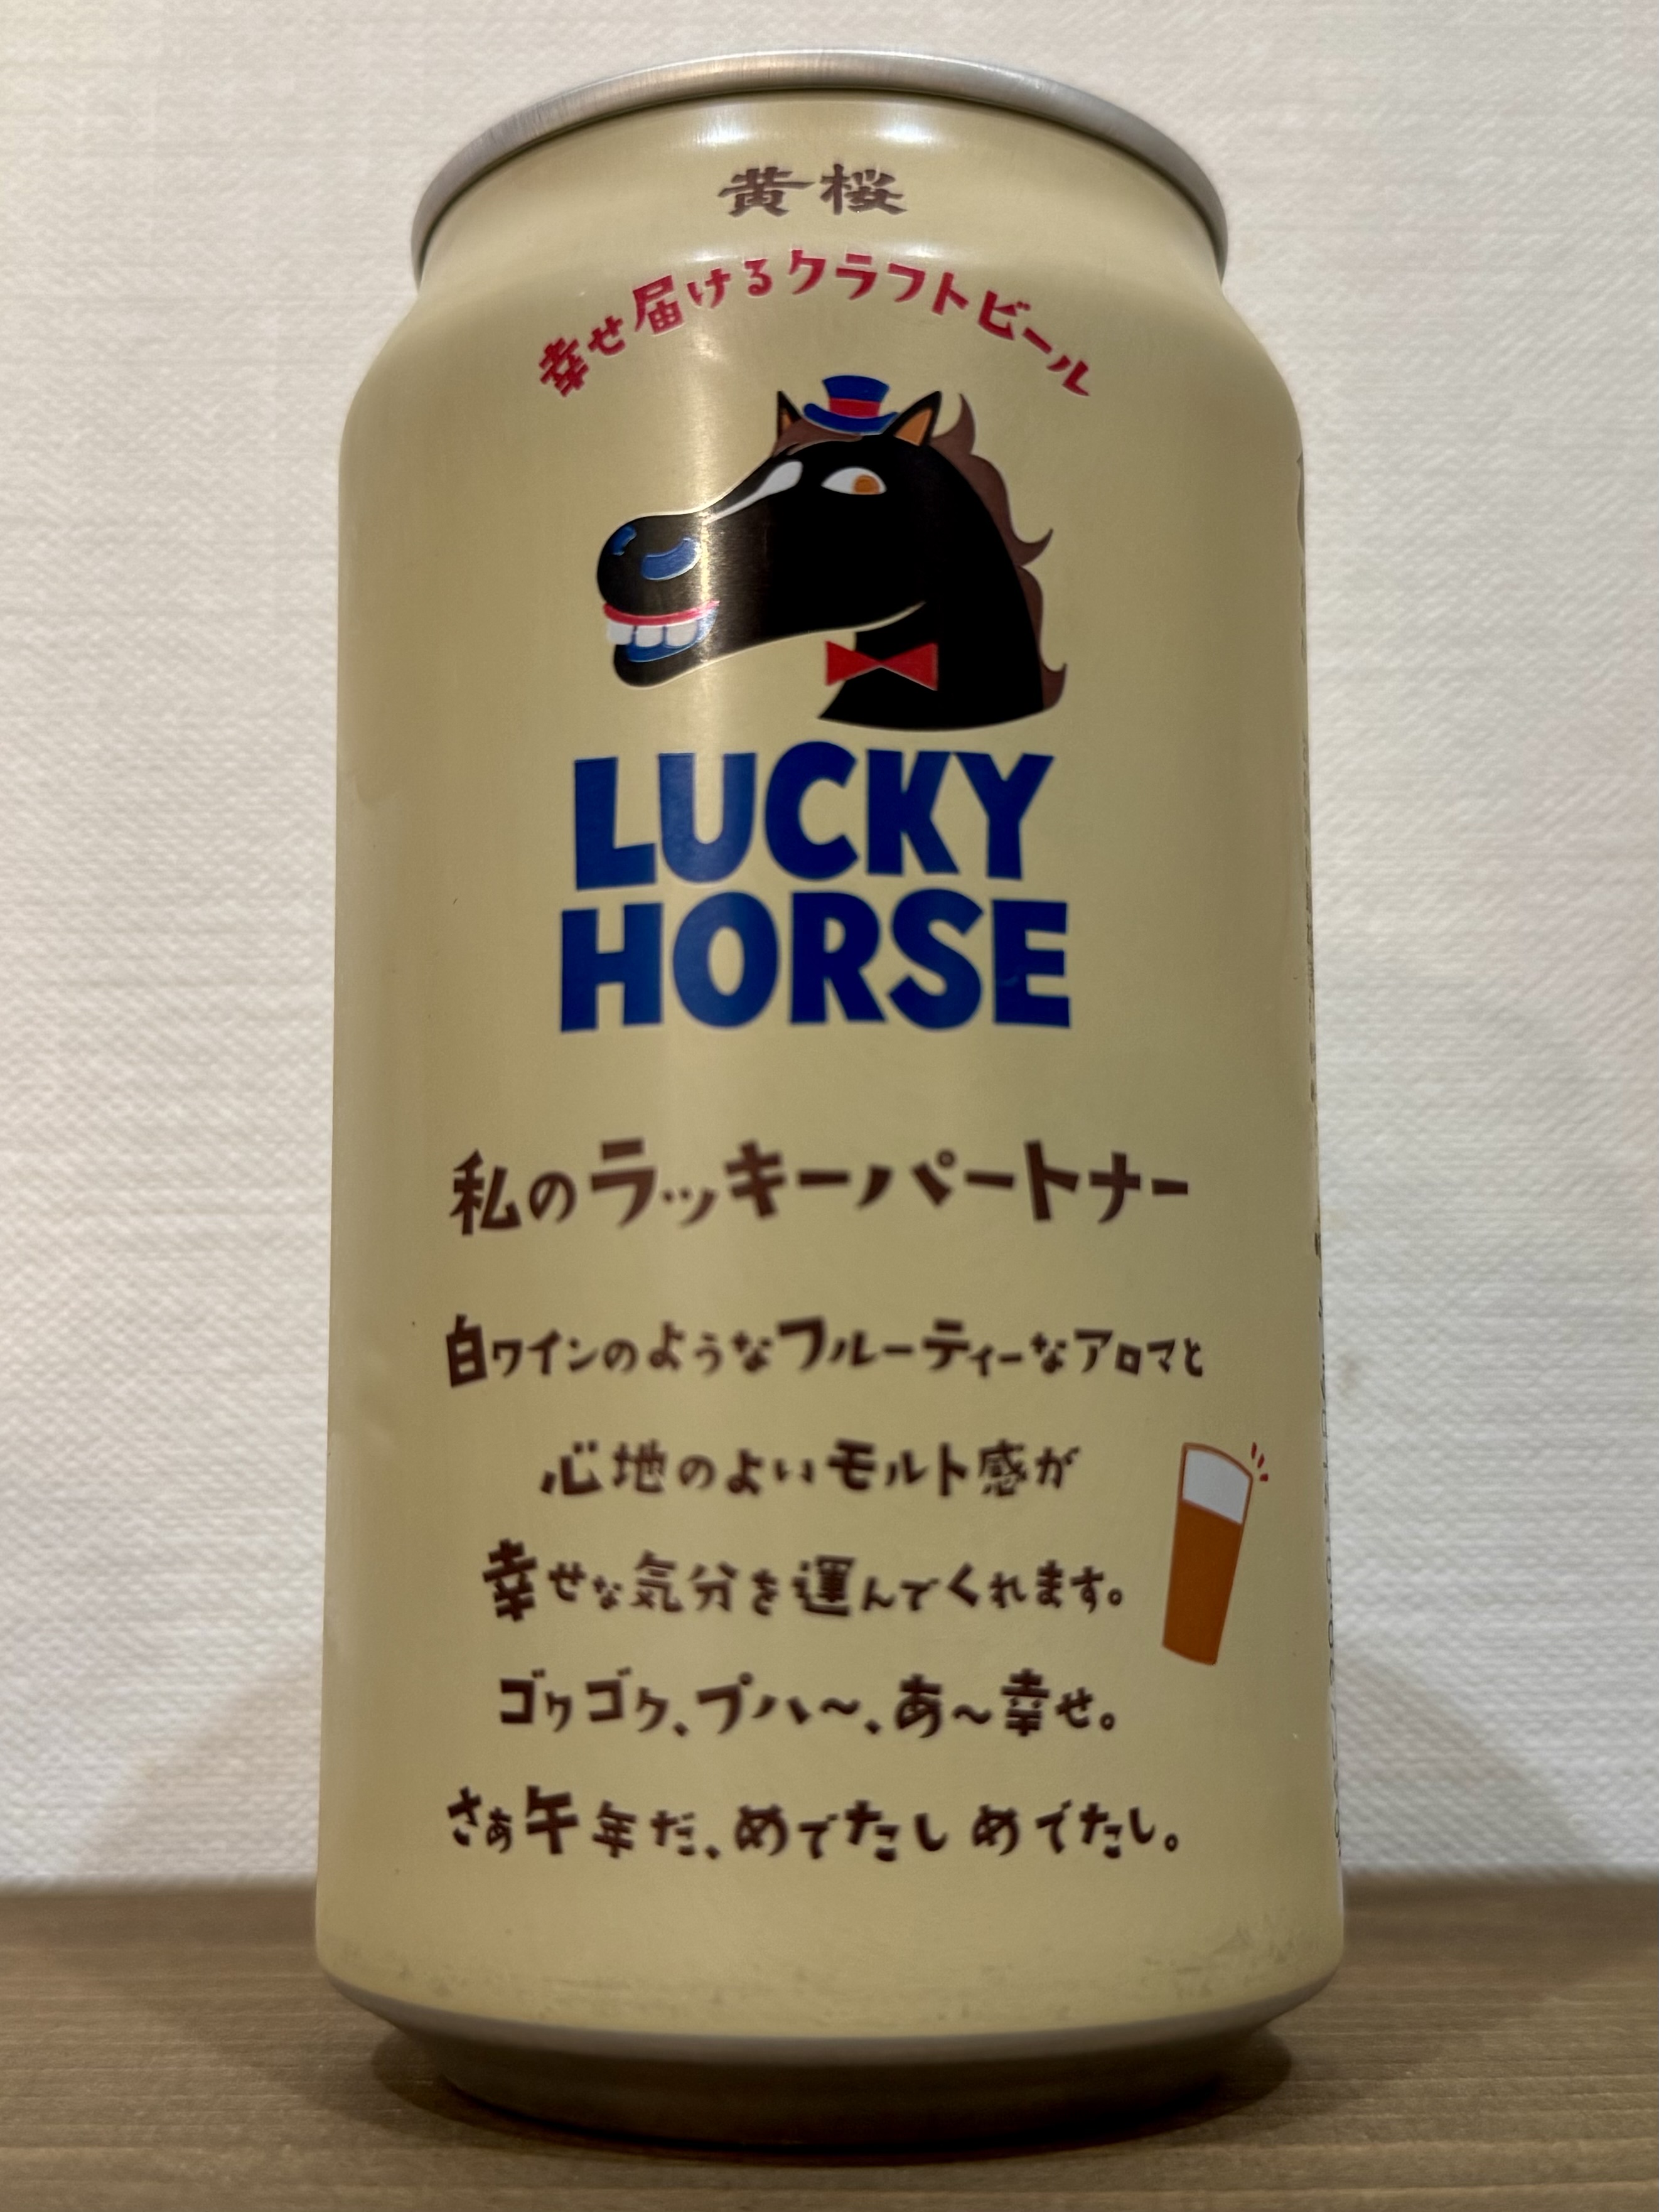 黄桜
幸せ届けるクラフトビール
LUCKY
HORSE
私のラッキーパートナー
白ワインのようなフルーティーなアロマと
心地のよいモルト感が
幸せな気分を運んでくれます。
ゴクゴク、プハ～、あ～幸せ。
さぁ午年だ、めでたし めでたし。